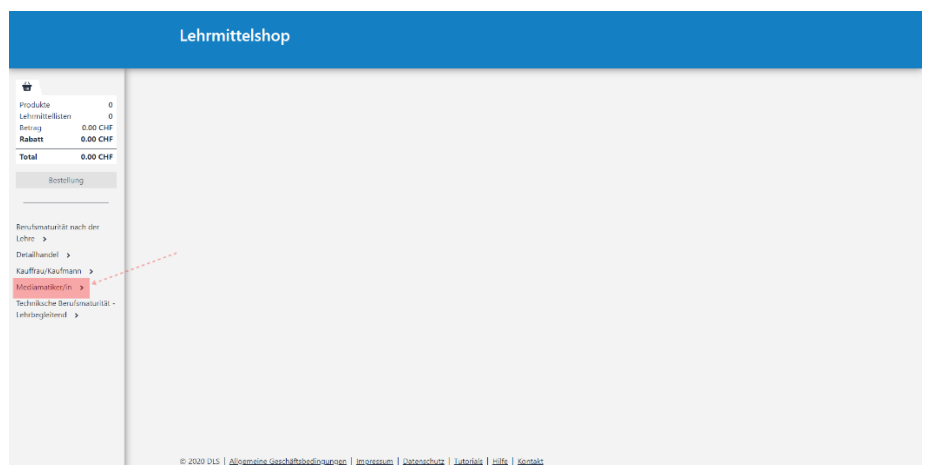 Lehrmittelshop
Produkte 0
Lehrmittellisten 0
Betrag 0.00 CHF
Rabatt 0.00 CHF
Total 0.00 CHF
Bestellung
Berufsmaturität nach der
Lehre >
Detailhandel >
Kauffrau/Kaufmann >
Mediamatiker/in >
Techniksche Berufsmaturität -
Lehrbegleitend >
© 2020 DLS | Allgemeine Geschäftsbedingungen | Impressum | Datenschutz | Tutorials | Hilfe | Kontakt